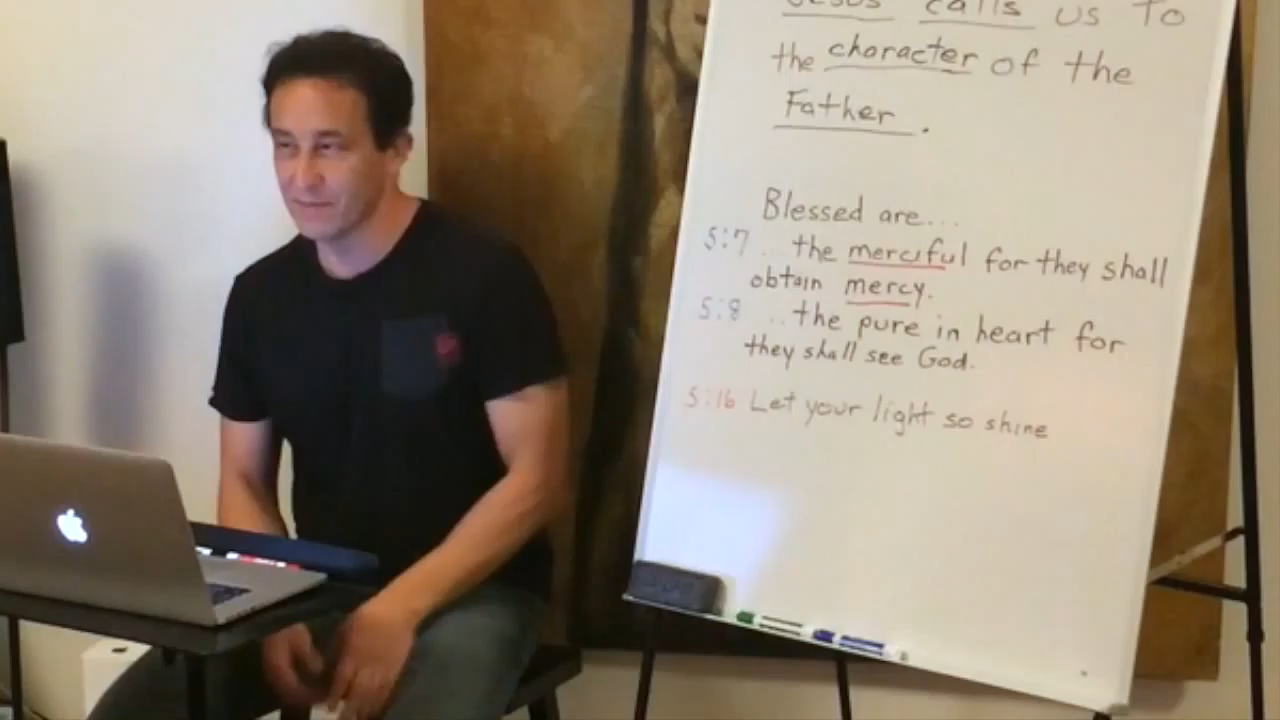 Jesus calls us to
the character of the
Father.
Blessed are...
5:7 .. the merciful for they shall
obtain mercy.
5:8 ...the pure in heart for
they shall see God.
5:16 Let your light so shine